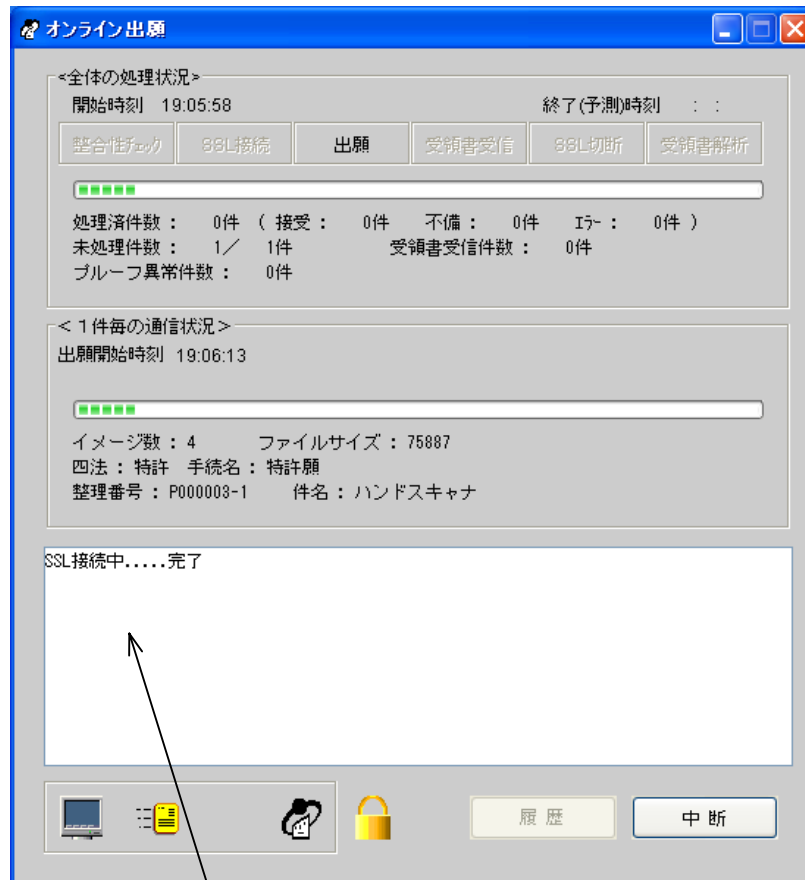 オンライン出願
<全体の処理状況>
開始時刻 19:05:58 終了(予測)時刻 : :
整合性ﾁｪｯｸ SSL接続 出願 受領書受信 SSL切断 受領書解析
処理済件数： 0件 （ 接受： 0件 不備： 0件 ｴﾗｰ： 0件 ）
未処理件数： 1／ 1件 受領書受信件数： 0件
プルーフ異常件数： 0件
＜１件毎の通信状況＞
出願開始時刻 19:06:13
イメージ数：4 ファイルサイズ：75887
四法：特許 手続名：特許願
整理番号：P000003-1 件名：ハンドスキャナ
SSL接続中.....完了
履歴 中断